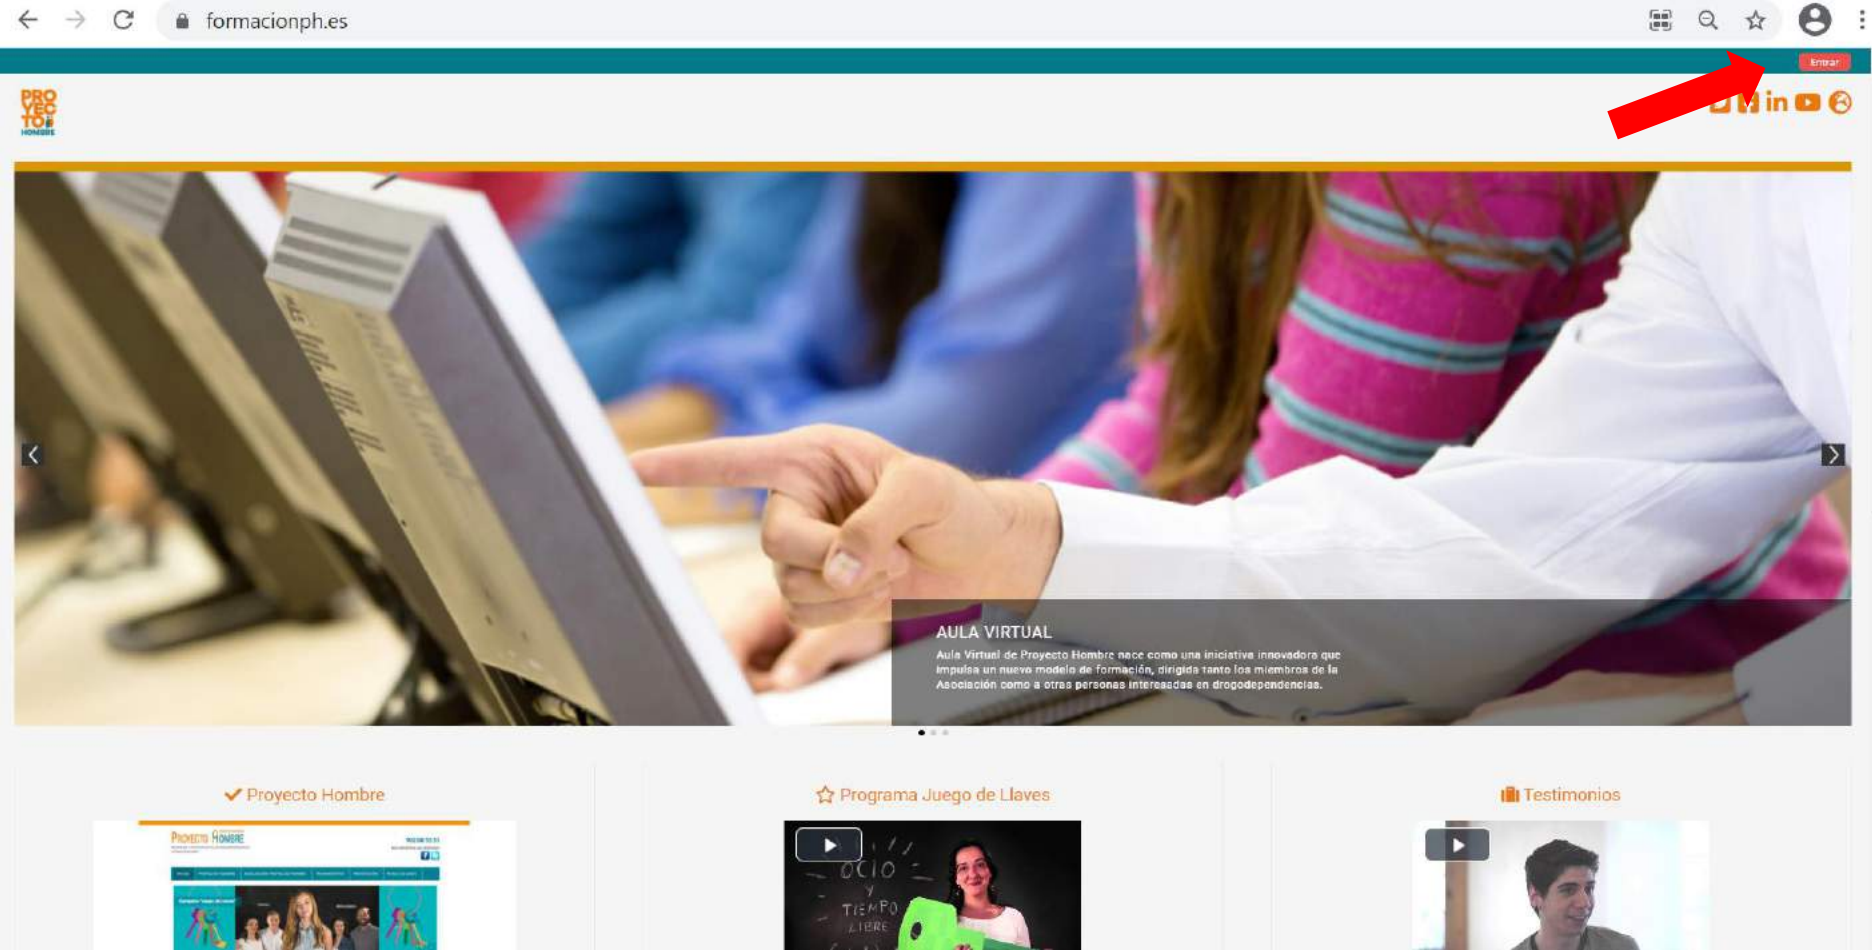 formacionph.es
Entrar
PRO
YEC
TO
HOMBRE
in
AULA VIRTUAL
Aula Virtual de Proyecto Hombre nace como una iniciativa innovadora que
impulsa un nuevo modelo de formación, dirigida tanto los miembros de la
Asociación como a otras personas interesadas en drogodependencias.
Proyecto Hombre
Programa Juego de Llaves
Testimonios
PROYECTO HOMBRE
OCIO
Y
TIEMPO
LIBRE